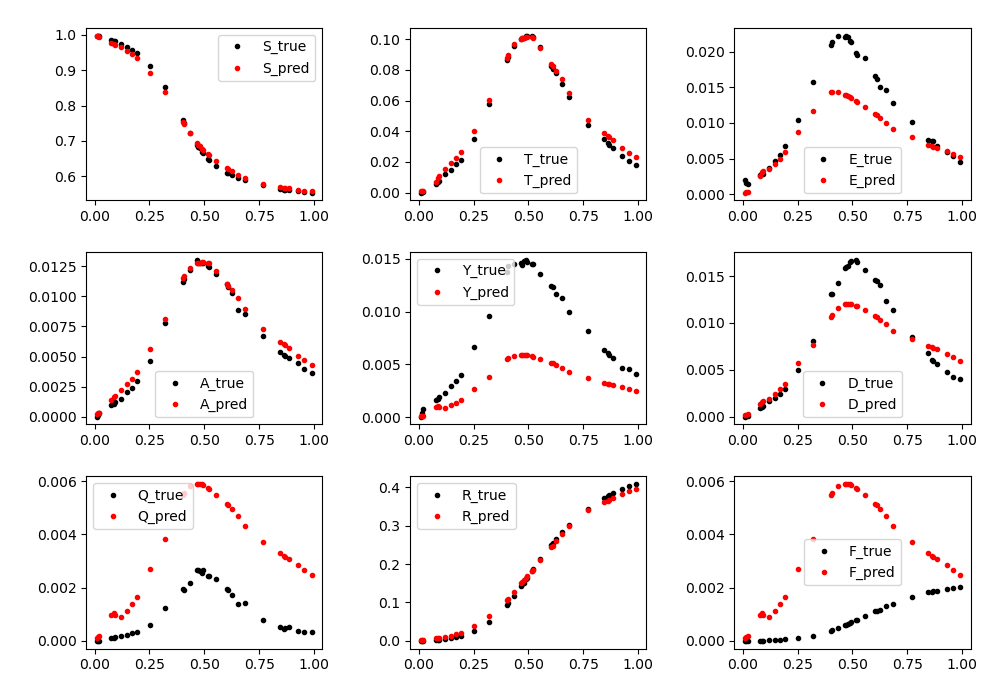 1.0
0.9
0.8
0.7
0.6
S_true
S_pred
0.00 0.25 0.50 0.75 1.00
0.10
0.08
0.06
0.04
0.02
0.00
T_true
T_pred
0.00 0.25 0.50 0.75 1.00
0.020
0.015
0.010
0.005
0.000
E_true
E_pred
0.00 0.25 0.50 0.75 1.00
0.0125
0.0100
0.0075
0.0050
0.0025
0.0000
A_true
A_pred
0.00 0.25 0.50 0.75 1.00
0.015
0.010
0.005
0.000
Y_true
Y_pred
0.00 0.25 0.50 0.75 1.00
0.015
0.010
0.005
0.000
D_true
D_pred
0.00 0.25 0.50 0.75 1.00
0.006
0.004
0.002
0.000
Q_true
Q_pred
0.00 0.25 0.50 0.75 1.00
0.4
0.3
0.2
0.1
0.0
R_true
R_pred
0.00 0.25 0.50 0.75 1.00
0.006
0.004
0.002
0.000
F_true
F_pred
0.00 0.25 0.50 0.75 1.00